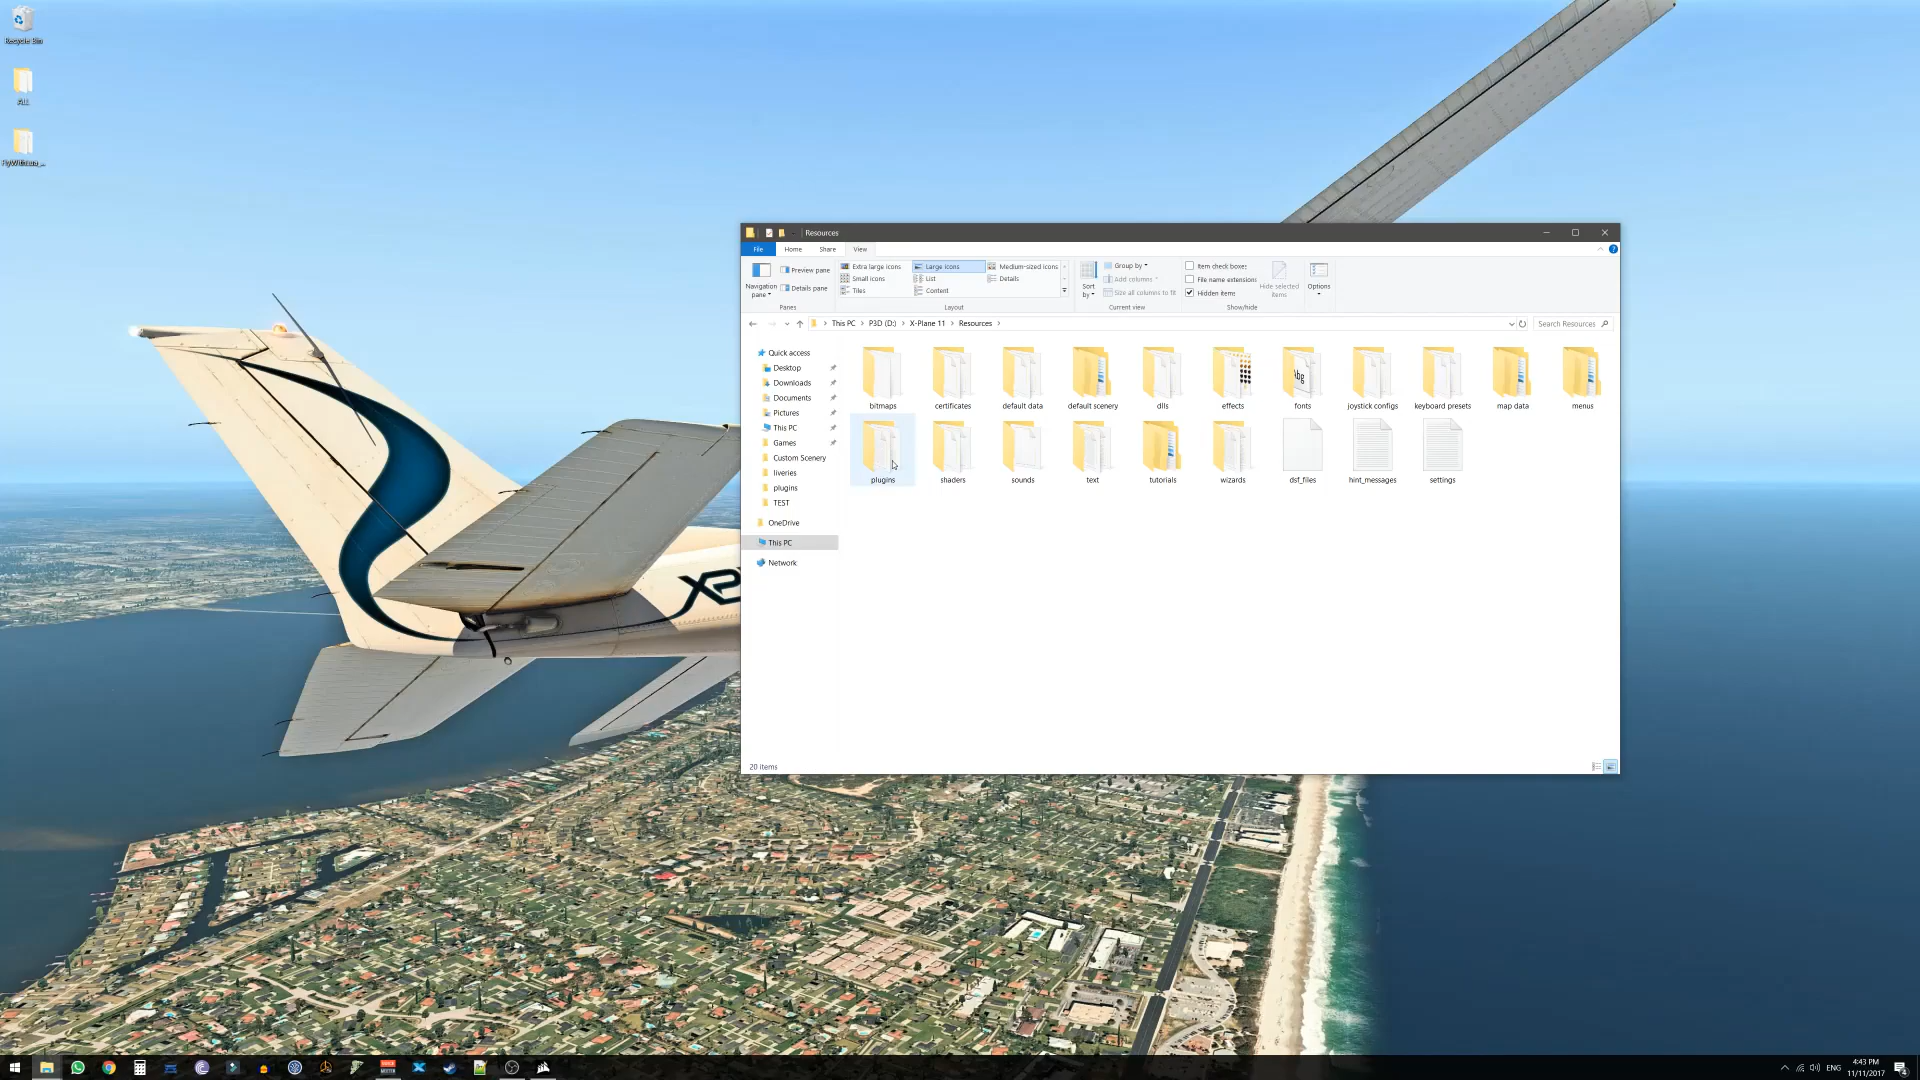 Recycle Bin
ALL
Resources
File
Home
Share
View
Navigation pane
Preview pane
Details pane
Panes
Extra large icons
Large icons
Medium-sized icons
Small icons
List
Details
Tiles
Content
Layout
Sort by
Group by
Add columns
Size all columns to fit
Current view
Item check boxes
File name extensions
Hidden items
Hide selected items
Show/hide
Options
This PC
P3D (D:)
X-Plane 11
Resources
Search Resources
Quick access
Desktop
Downloads
Documents
Pictures
This PC
Games
Custom Scenery
liveries
plugins
TEST
OneDrive
This PC
Network
bitmaps
certificates
default data
default scenery
dlls
effects
Abg
fonts
joystick configs
keyboard presets
map data
menus
plugins
shaders
sounds
text
tutorials
wizards
dsf_files
hint_messages
settings
20 items
ENG
4:43 PM
11/11/2017